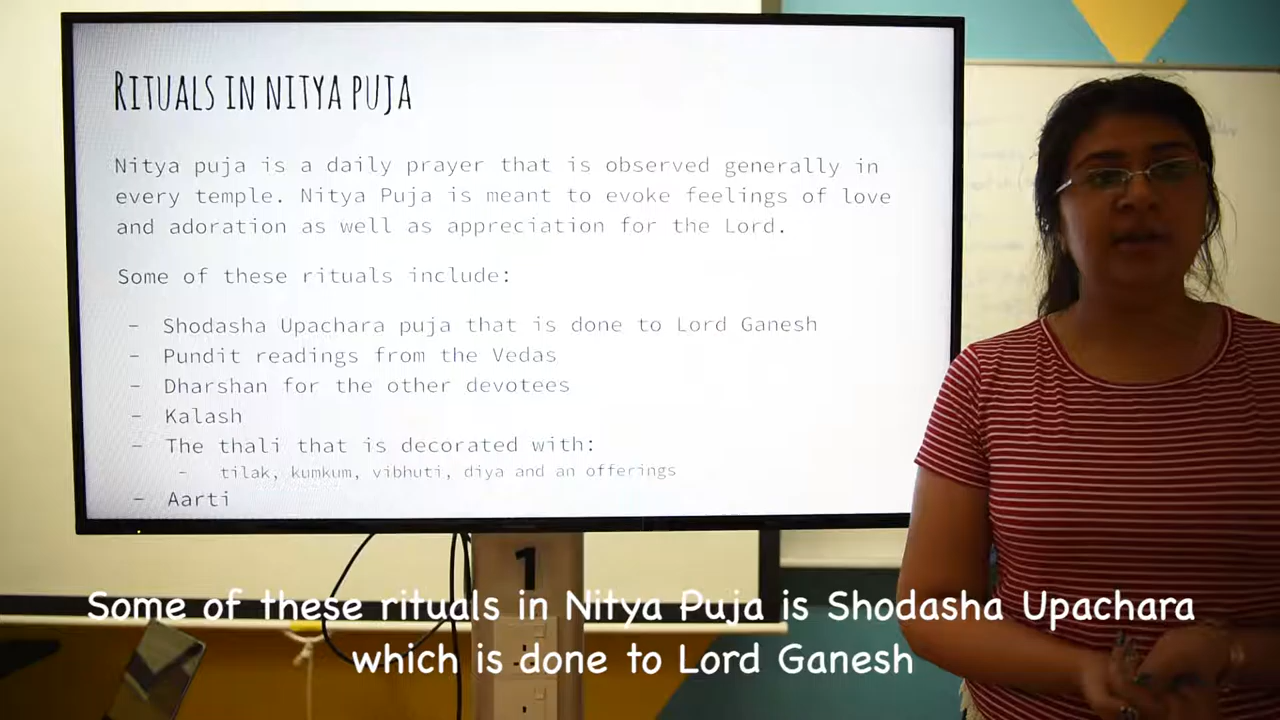 RITUALS IN NITYA PUJA
Nitya puja is a daily prayer that is observed generally in
every temple. Nitya Puja is meant to evoke feelings of love
and adoration as well as appreciation for the Lord.
Some of these rituals include:
- Shodasha Upachara puja that is done to Lord Ganesh
- Pundit readings from the Vedas
- Dharshan for the other devotees
- Kalash
- The thali that is decorated with:
- tilak, kumkum, vibhuti, diya and an offerings
- Aarti
1
Some of these rituals in Nitya Puja is Shodasha Upachara
which is done to Lord Ganesh